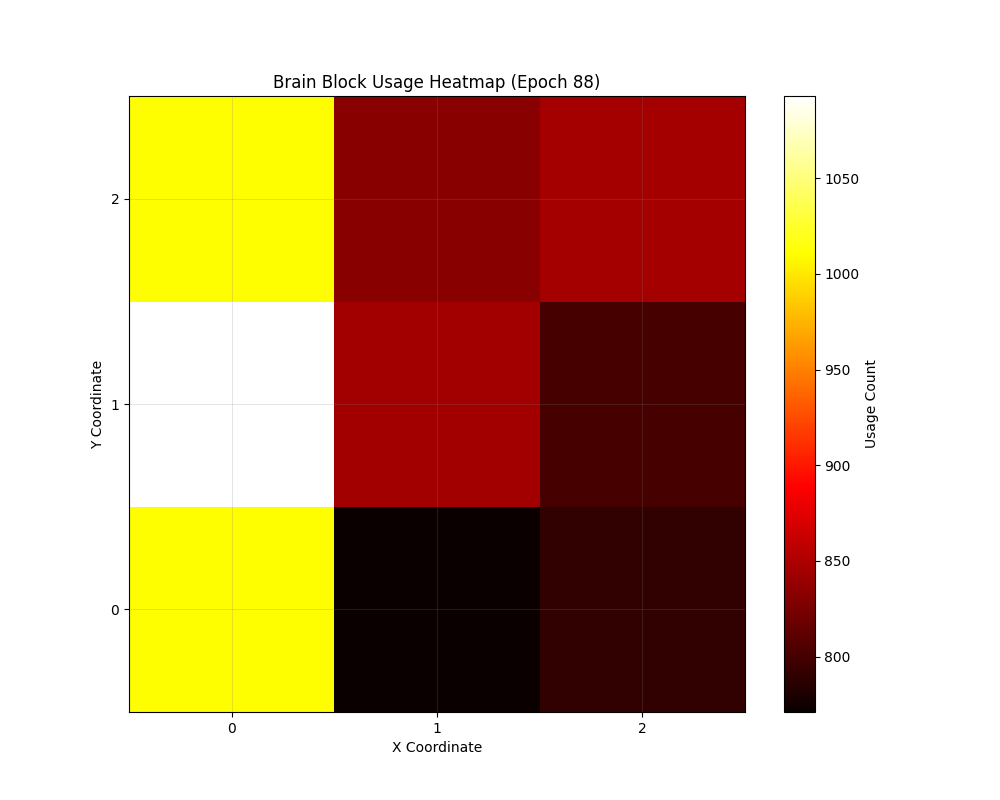 Brain Block Usage Heatmap (Epoch 88)
2
1
0
Y Coordinate
0 1 2
X Coordinate
1050
1000
950
900
850
800
Usage Count